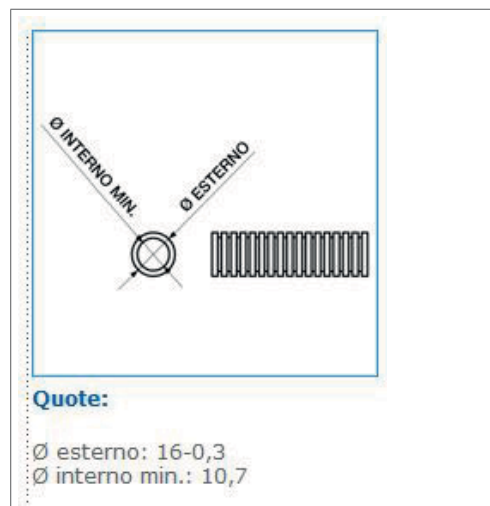 Ø INTERNO MIN.
Ø ESTERNO
Quote:
Ø esterno: 16-0,3
Ø interno min.: 10,7